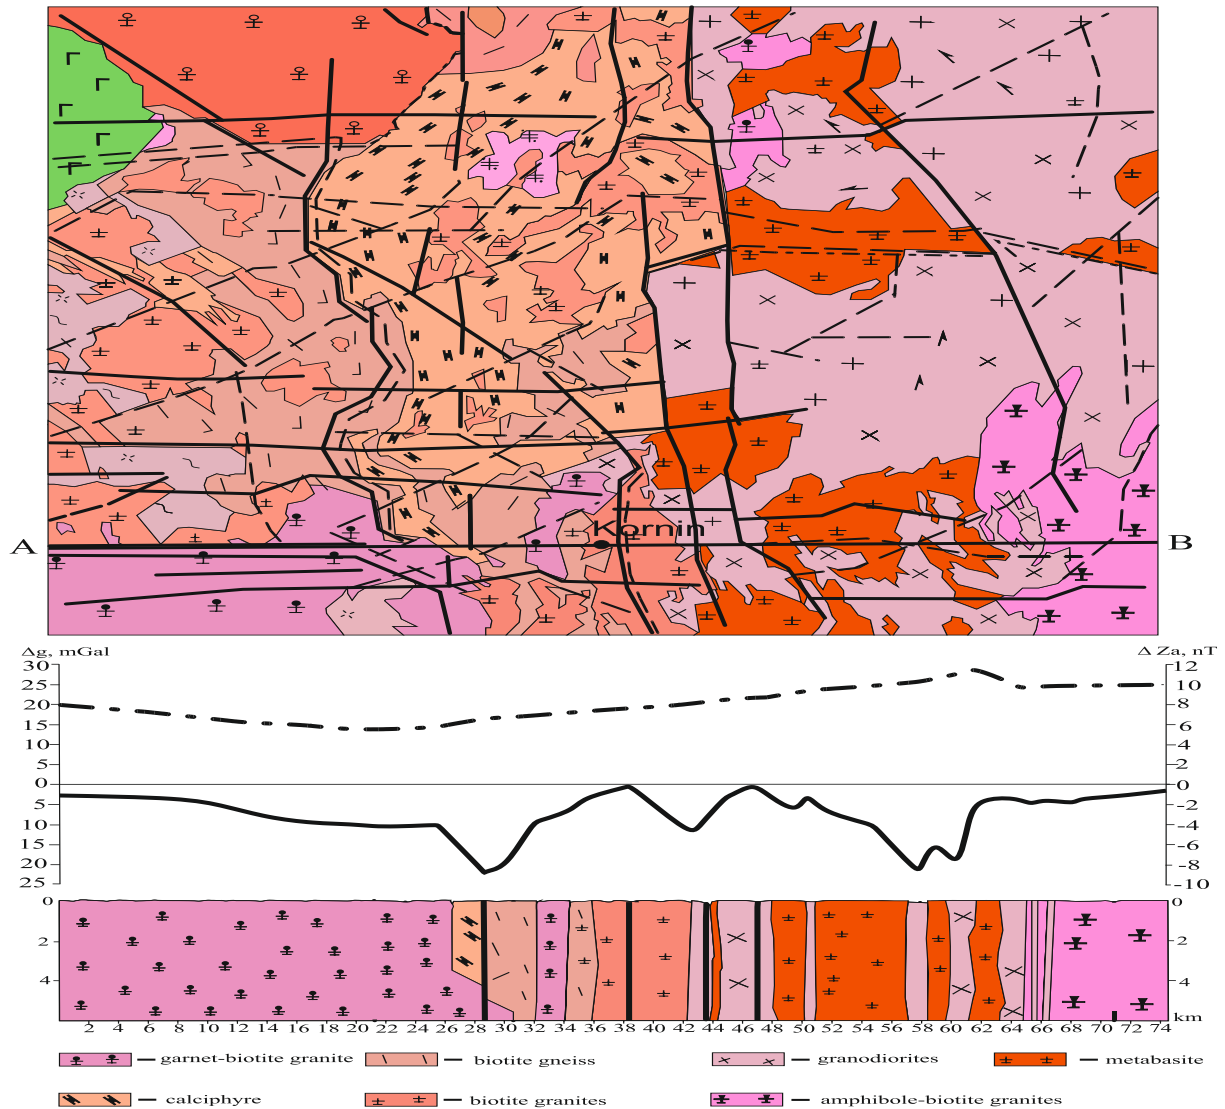 Kornin
A B
Δg, mGal Δ Za, nT
30 12
25 10
20 8
15 6
10 4
5 2
0 0
5 -2
10 -4
15 -6
20 -8
25 -10
0 0
2 2
4 4
km
2 4 6 8 10 12 14 16 18 20 22 24 26 28 30 32 34 36 38 40 42 44 46 48 50 52 54 56 58 60 62 64 66 68 70 72 74
garnet-biotite granite biotite gneiss granodiorites metabasite
calciphyre biotite granites amphibole-biotite granites